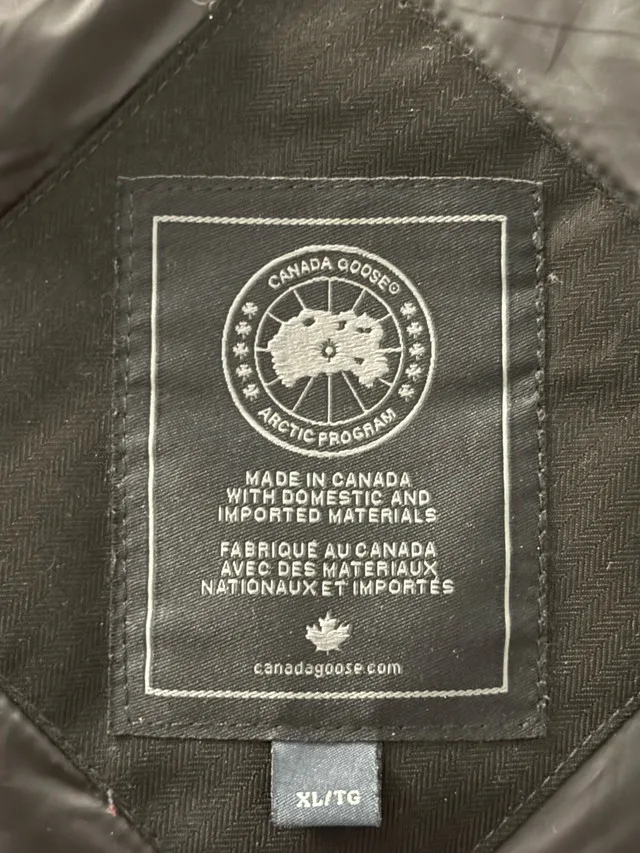 CANADA GOOSE®
ARCTIC PROGRAM
MADE IN CANADA
WITH DOMESTIC AND
IMPORTED MATERIALS
FABRIQUÉ AU CANADA
AVEC DES MATERIAUX
NATIONAUX ET IMPORTÉS
canadagoose.com
XL/TG